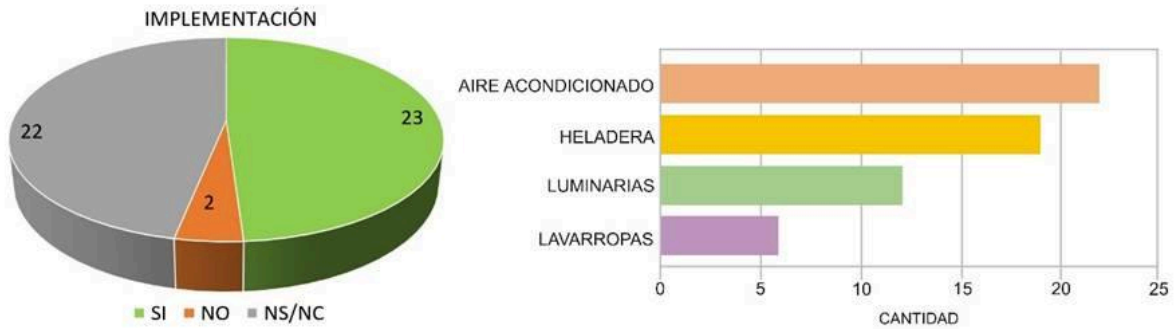 IMPLEMENTACIÓN
22
23
2
SI NO NS/NC
AIRE ACONDICIONADO
HELADERA
LUMINARIAS
LAVARROPAS
0 5 10 15 20 25
CANTIDAD